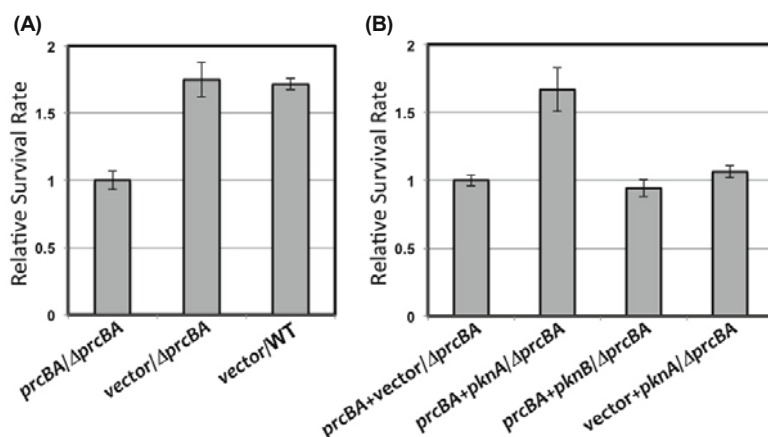 (A)
Relative Survival Rate
2
1.5
1
0.5
0
prcBA/ΔprcBA
vector/ΔprcBA
vector/WT
(B)
Relative Survival Rate
2
1.5
1
0.5
0
prcBA+vector/ΔprcBA
prcBA+pknA/ΔprcBA
prcBA+pknB/ΔprcBA
vector+pknA/ΔprcBA